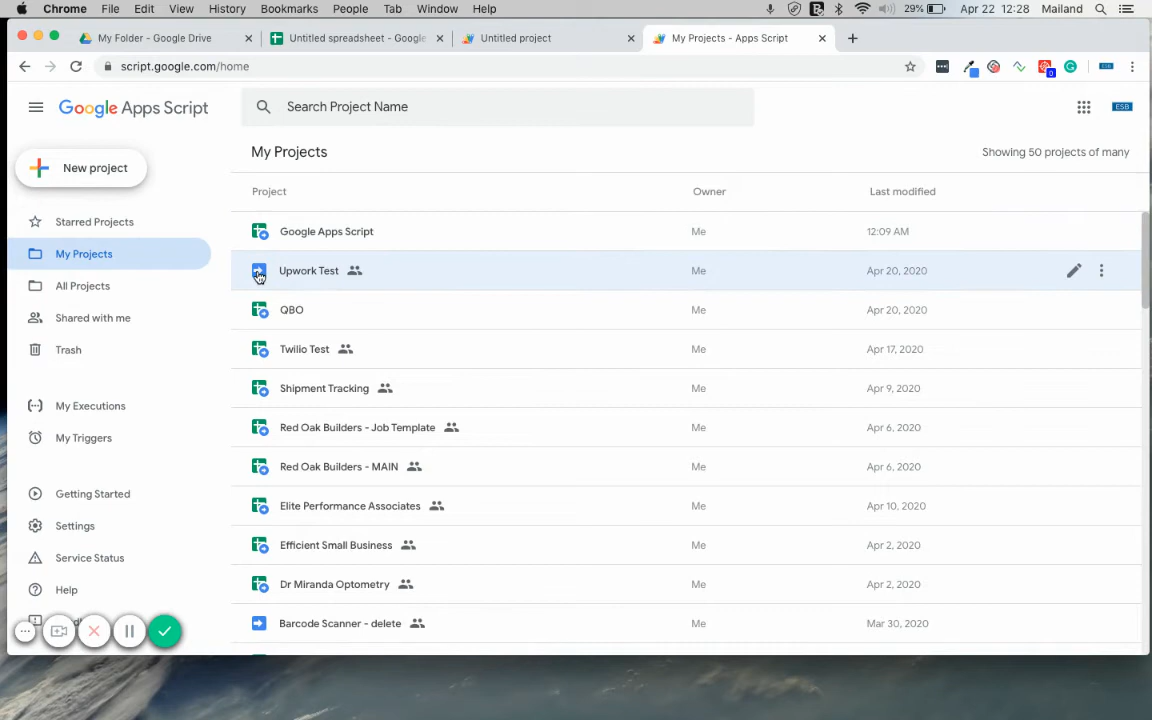 Chrome File Edit View History Bookmarks People Tab Window Help 29% Apr 22 12:28 Mailand
My Folder - Google Drive Untitled spreadsheet - Google Untitled project My Projects - Apps Script
script.google.com/home
Google Apps Script Search Project Name ESB
New project
Starred Projects
My Projects
All Projects
Shared with me
Trash
My Executions
My Triggers
Getting Started
Settings
Service Status
Help
My Projects Showing 50 projects of many
Project Owner Last modified
Google Apps Script Me 12:09 AM
Upwork Test Me Apr 20, 2020
QBO Me Apr 20, 2020
Twilio Test Me Apr 17, 2020
Shipment Tracking Me Apr 9, 2020
Red Oak Builders - Job Template Me Apr 6, 2020
Red Oak Builders - MAIN Me Apr 6, 2020
Elite Performance Associates Me Apr 10, 2020
Efficient Small Business Me Apr 2, 2020
Dr Miranda Optometry Me Apr 2, 2020
Barcode Scanner - delete Me Mar 30, 2020